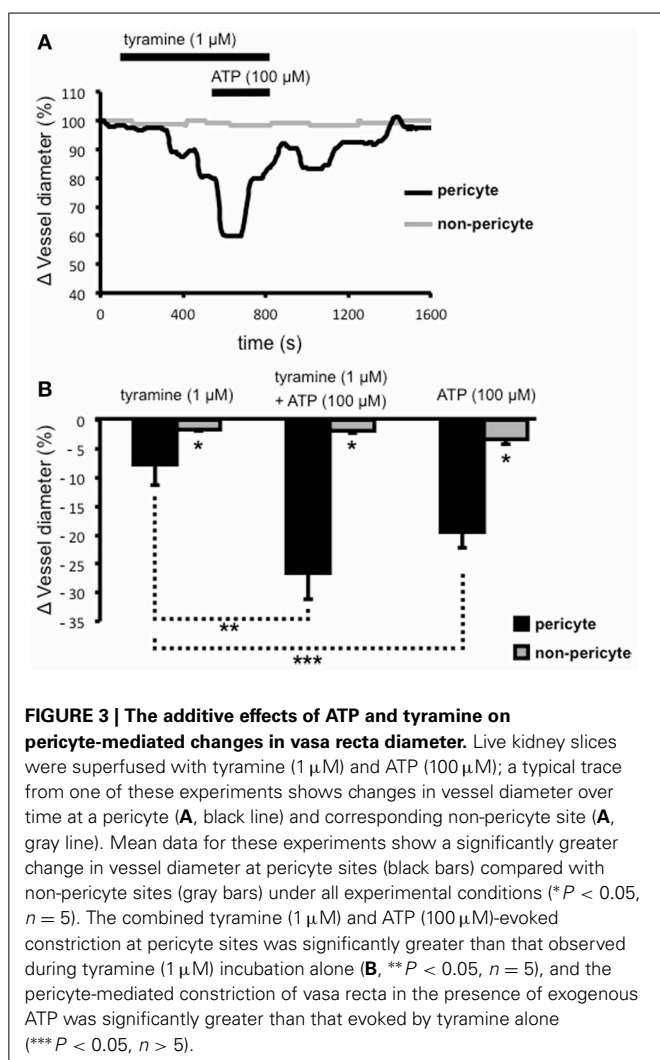 A
tyramine (1 µM)
ATP (100 µM)
Δ Vessel diameter (%)
110
100
90
80
70
60
50
40
pericyte
non-pericyte
0 400 800 1200 1600
time (s)
B
tyramine (1 µM)
tyramine (1 µM)
+ ATP (100 µM)
ATP (100 µM)
Δ Vessel diameter (%)
0
- 5
- 10
- 15
- 20
- 25
- 30
- 35
* * *
**
***
pericyte
non-pericyte
FIGURE 3 | The additive effects of ATP and tyramine on
pericyte-mediated changes in vasa recta diameter. Live kidney slices
were superfused with tyramine (1 µM) and ATP (100 µM); a typical trace
from one of these experiments shows changes in vessel diameter over
time at a pericyte (A, black line) and corresponding non-pericyte site (A,
gray line). Mean data for these experiments show a significantly greater
change in vessel diameter at pericyte sites (black bars) compared with
non-pericyte sites (gray bars) under all experimental conditions (*P < 0.05,
n = 5). The combined tyramine (1 µM) and ATP (100 µM)-evoked
constriction at pericyte sites was significantly greater than that observed
during tyramine (1 µM) incubation alone (B, **P < 0.05, n = 5), and the
pericyte-mediated constriction of vasa recta in the presence of exogenous
ATP was significantly greater than that evoked by tyramine alone
(***P < 0.05, n > 5).